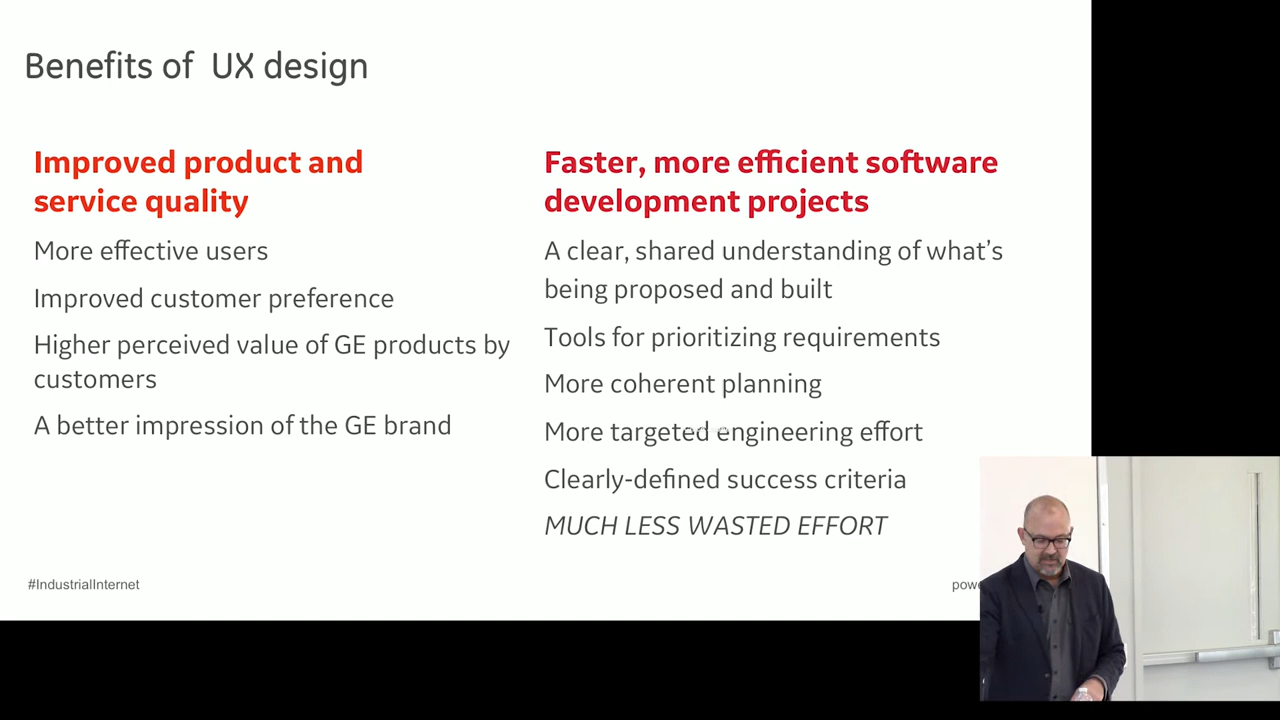 Benefits of UX design
Improved product and
service quality
More effective users
Improved customer preference
Higher perceived value of GE products by
customers
A better impression of the GE brand
Faster, more efficient software
development projects
A clear, shared understanding of what's
being proposed and built
Tools for prioritizing requirements
More coherent planning
More targeted engineering effort
Clearly-defined success criteria
MUCH LESS WASTED EFFORT
#IndustrialInternet